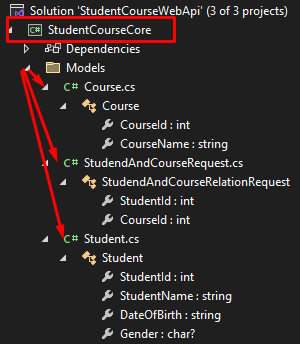 Solution 'StudentCourseWebApi' (3 of 3 projects)
C# StudentCourseCore
Dependencies
Models
C# Course.cs
Course
CourseId : int
CourseName : string
C# StudendAndCourseRequest.cs
StudendAndCourseRelationRequest
StudentId : int
CourseId : int
C# Student.cs
Student
StudentId : int
StudentName : string
DateOfBirth : string
Gender : char?